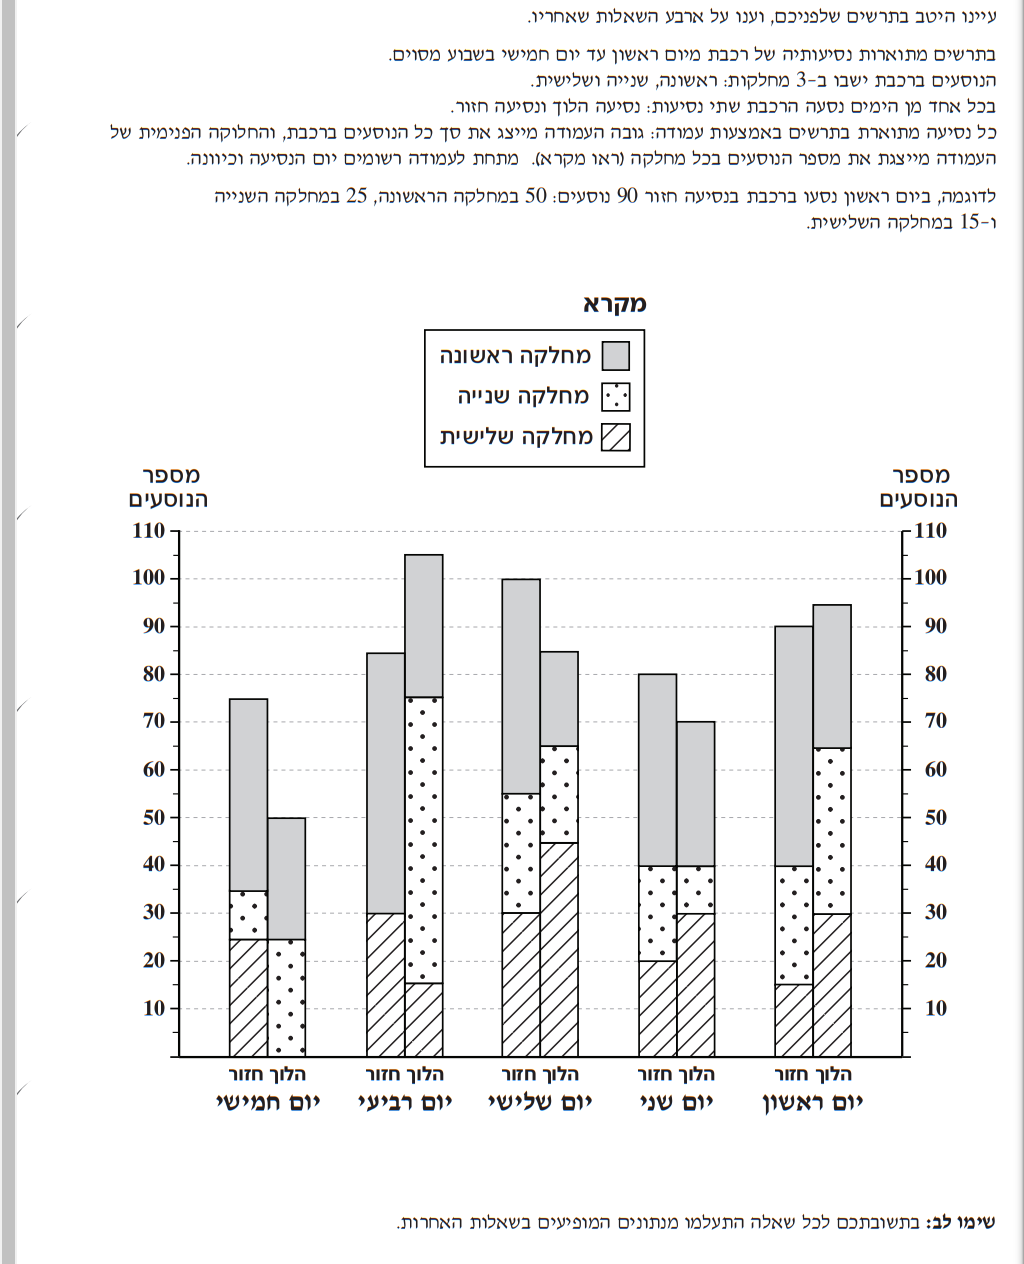 עיינו היטב בתרשים שלפניכם, וענו על ארבע השאלות שאחריו.
בתרשים מתוארות נסיעותיה של רכבת מיום ראשון עד יום חמישי בשבוע מסוים.
הנוסעים ברכבת ישבו ב-3 מחלקות: ראשונה, שנייה ושלישית.
בכל אחד מן הימים נסעה הרכבת שתי נסיעות: נסיעה הלוך ונסיעה חזור.
כל נסיעה מתוארת בתרשים באמצעות עמודה: גובה העמודה מייצג את סך כל הנוסעים ברכבת, והחלוקה הפנימית של
העמודה מייצגת את מספר הנוסעים בכל מחלקה (ראו מקרא). מתחת לעמודה רשומים יום הנסיעה וכיוונה.
לדוגמה, ביום ראשון נסעו ברכבת בנסיעה חזור 90 נוסעים: 50 במחלקה הראשונה, 25 במחלקה השנייה
ו-15 במחלקה השלישית.
מקרא
מחלקה ראשונה
מחלקה שנייה
מחלקה שלישית
מספר מספר
הנוסעים הנוסעים
110 110
100 100
90 90
80 80
70 70
60 60
50 50
40 40
30 30
20 20
10 10
הלוך חזור הלוך חזור הלוך חזור הלוך חזור הלוך חזור
יום ראשון יום שני יום שלישי יום רביעי יום חמישי
שימו לב: בתשובתכם לכל שאלה התעלמו מנתונים המופיעים בשאלות האחרות.